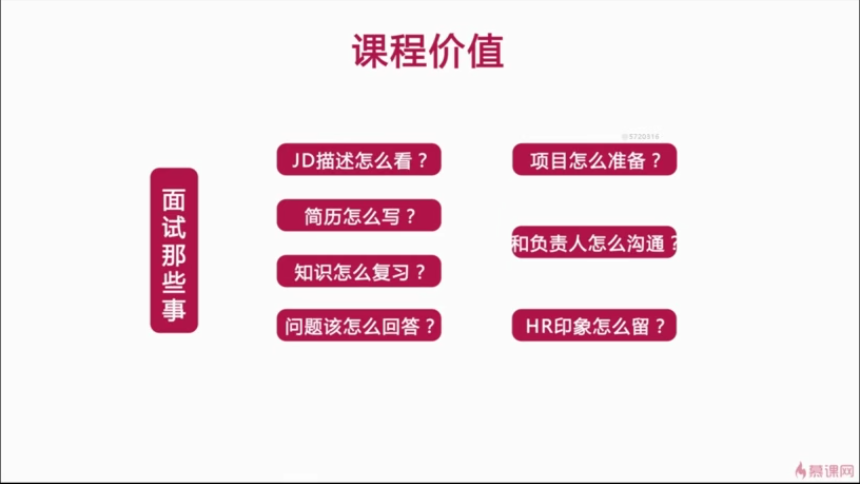 课程价值
@5720316
面试那些事
JD描述怎么看？
简历怎么写？
知识怎么复习？
问题该怎么回答？
项目怎么准备？
和负责人怎么沟通？
HR印象怎么留？
慕课网